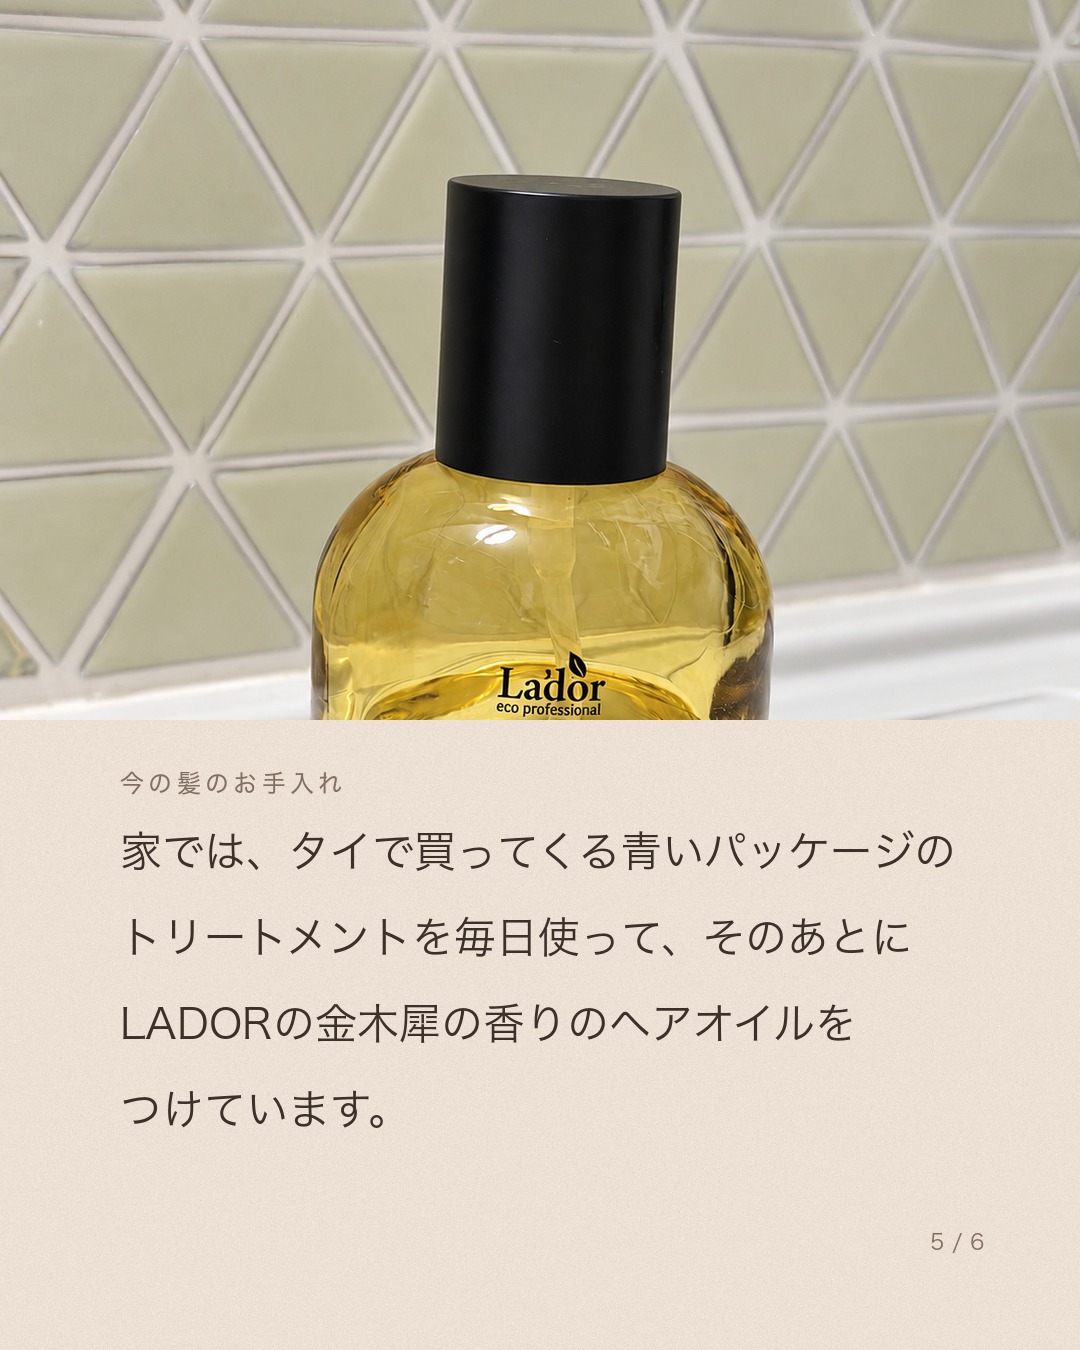 La'dor
eco professional
今の髪のお手入れ
家では、タイで買ってくる青いパッケージの
トリートメントを毎日使って、そのあとに
LADORの金木犀の香りのヘアオイルを
つけています。
5 / 6